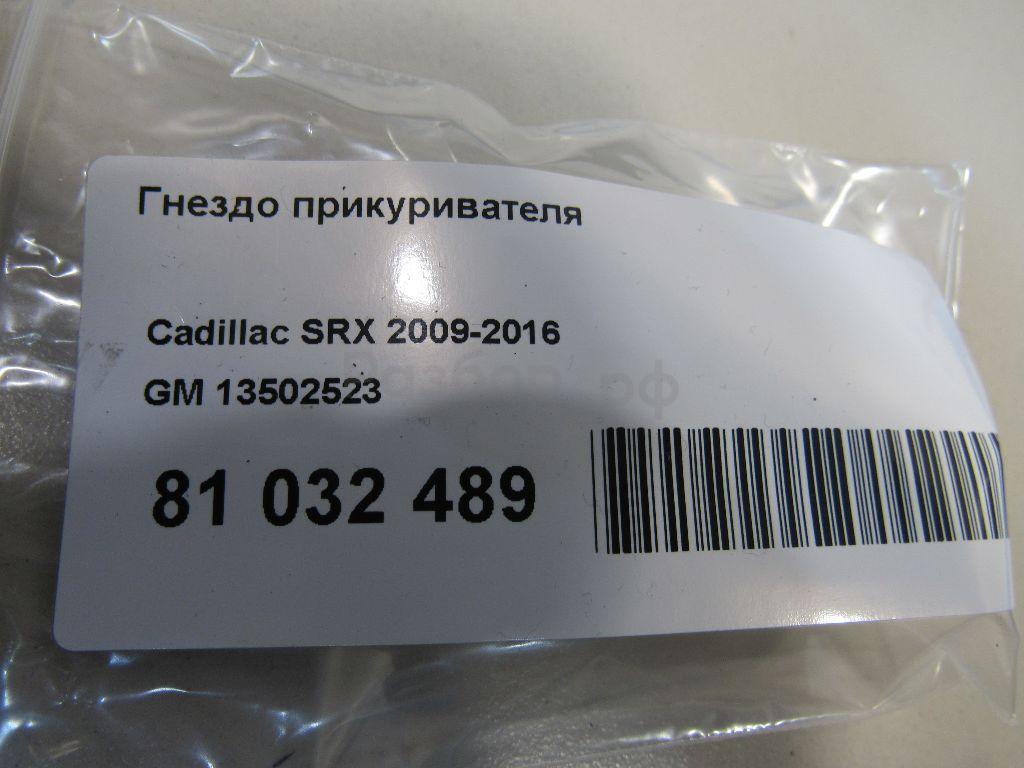 Гнездо прикуривателя
Cadillac SRX 2009-2016
GM 13502523
81 032 489